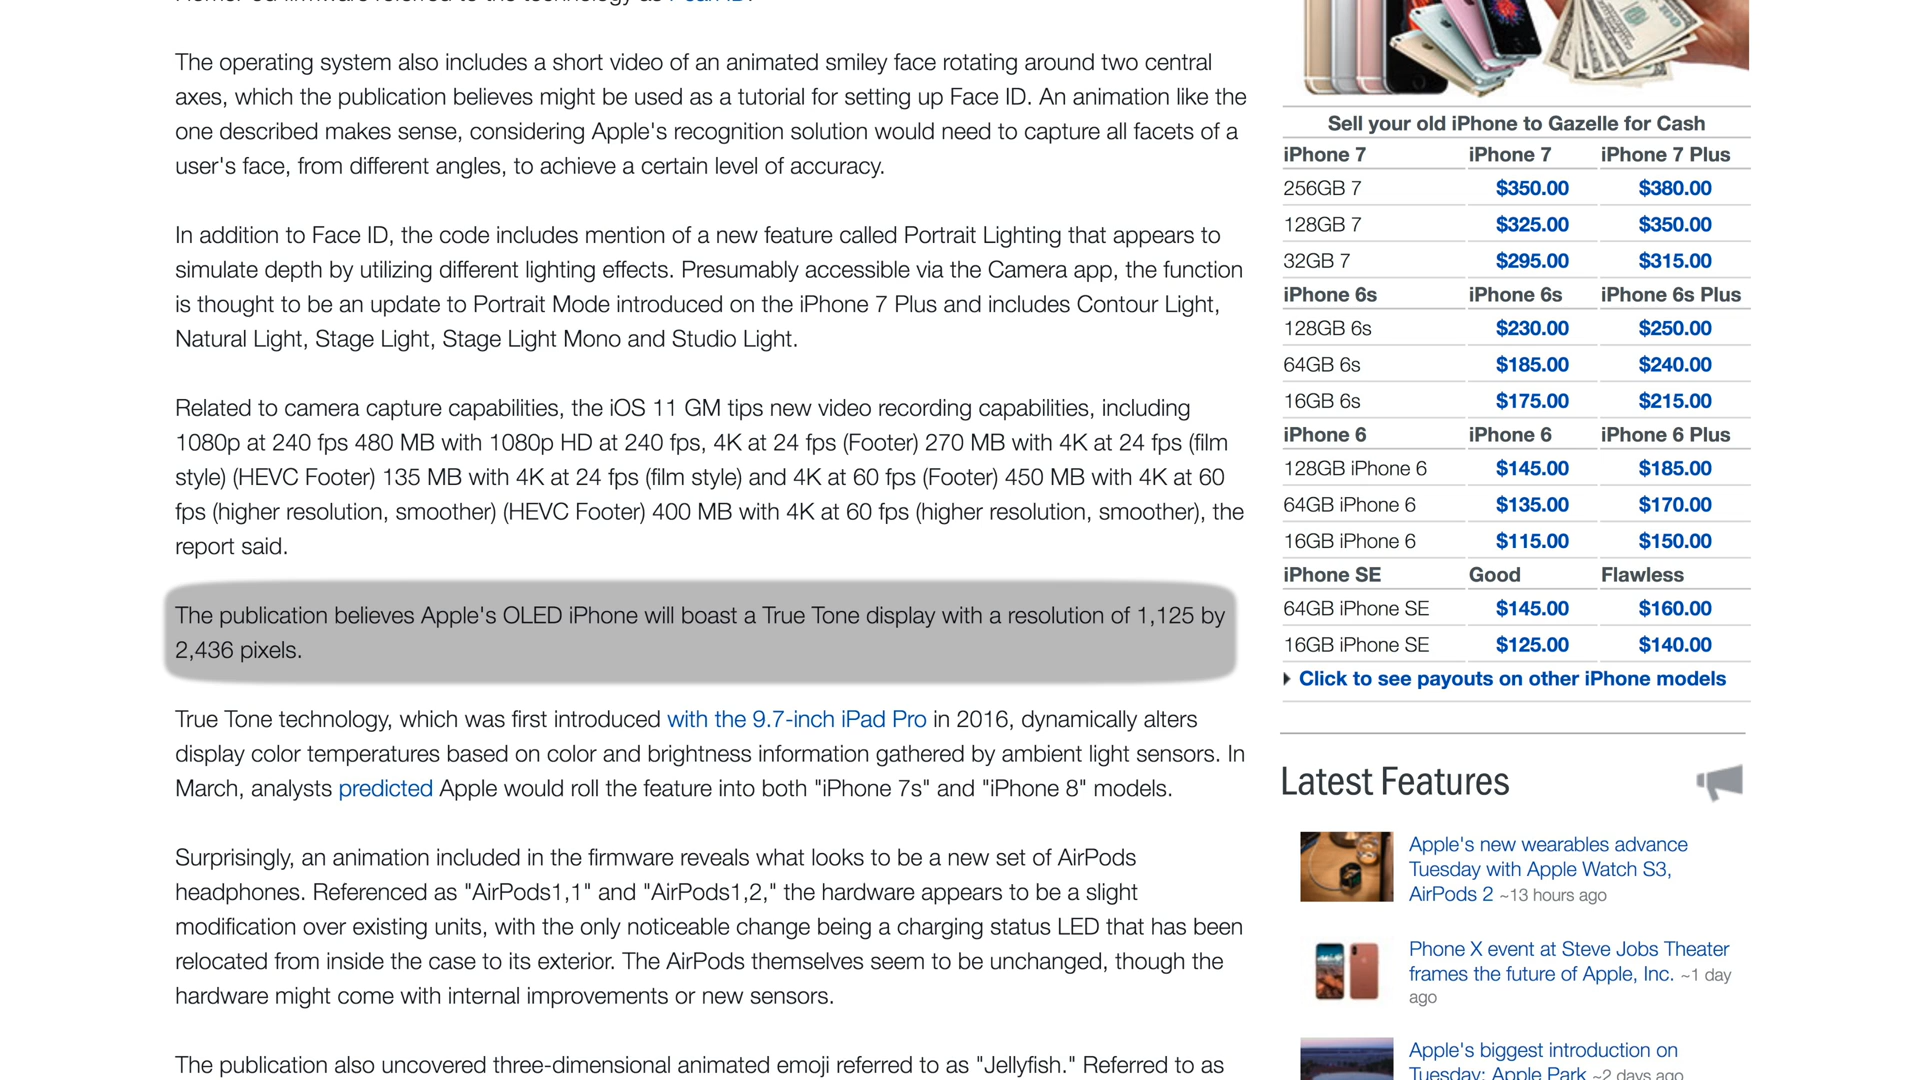 The operating system also includes a short video of an animated smiley face rotating around two central
axes, which the publication believes might be used as a tutorial for setting up Face ID. An animation like the
one described makes sense, considering Apple's recognition solution would need to capture all facets of a
user's face, from different angles, to achieve a certain level of accuracy.
In addition to Face ID, the code includes mention of a new feature called Portrait Lighting that appears to
simulate depth by utilizing different lighting effects. Presumably accessible via the Camera app, the function
is thought to be an update to Portrait Mode introduced on the iPhone 7 Plus and includes Contour Light,
Natural Light, Stage Light, Stage Light Mono and Studio Light.
Related to camera capture capabilities, the iOS 11 GM tips new video recording capabilities, including
1080p at 240 fps 480 MB with 1080p HD at 240 fps, 4K at 24 fps (Footer) 270 MB with 4K at 24 fps (film
style) (HEVC Footer) 135 MB with 4K at 24 fps (film style) and 4K at 60 fps (Footer) 450 MB with 4K at 60
fps (higher resolution, smoother) (HEVC Footer) 400 MB with 4K at 60 fps (higher resolution, smoother), the
report said.
The publication believes Apple's OLED iPhone will boast a True Tone display with a resolution of 1,125 by
2,436 pixels.
True Tone technology, which was first introduced with the 9.7-inch iPad Pro in 2016, dynamically alters
display color temperatures based on color and brightness information gathered by ambient light sensors. In
March, analysts predicted Apple would roll the feature into both "iPhone 7s" and "iPhone 8" models.
Surprisingly, an animation included in the firmware reveals what looks to be a new set of AirPods
headphones. Referenced as "AirPods1,1" and "AirPods1,2," the hardware appears to be a slight
modification over existing units, with the only noticeable change being a charging status LED that has been
relocated from inside the case to its exterior. The AirPods themselves seem to be unchanged, though the
hardware might come with internal improvements or new sensors.
The publication also uncovered three-dimensional animated emoji referred to as "Jellyfish." Referred to as
Sell your old iPhone to Gazelle for Cash
iPhone 7 iPhone 7 iPhone 7 Plus
256GB 7 $350.00 $380.00
128GB 7 $325.00 $350.00
32GB 7 $295.00 $315.00
iPhone 6s iPhone 6s iPhone 6s Plus
128GB 6s $230.00 $250.00
64GB 6s $185.00 $240.00
16GB 6s $175.00 $215.00
iPhone 6 iPhone 6 iPhone 6 Plus
128GB iPhone 6 $145.00 $185.00
64GB iPhone 6 $135.00 $170.00
16GB iPhone 6 $115.00 $150.00
iPhone SE Good Flawless
64GB iPhone SE $145.00 $160.00
16GB iPhone SE $125.00 $140.00
Click to see payouts on other iPhone models
Latest Features
Apple's new wearables advance
Tuesday with Apple Watch S3,
AirPods 2 ~13 hours ago
Phone X event at Steve Jobs Theater
frames the future of Apple, Inc. ~1 day
ago
Apple's biggest introduction on
Tuesday: Apple Park ~2 days ago